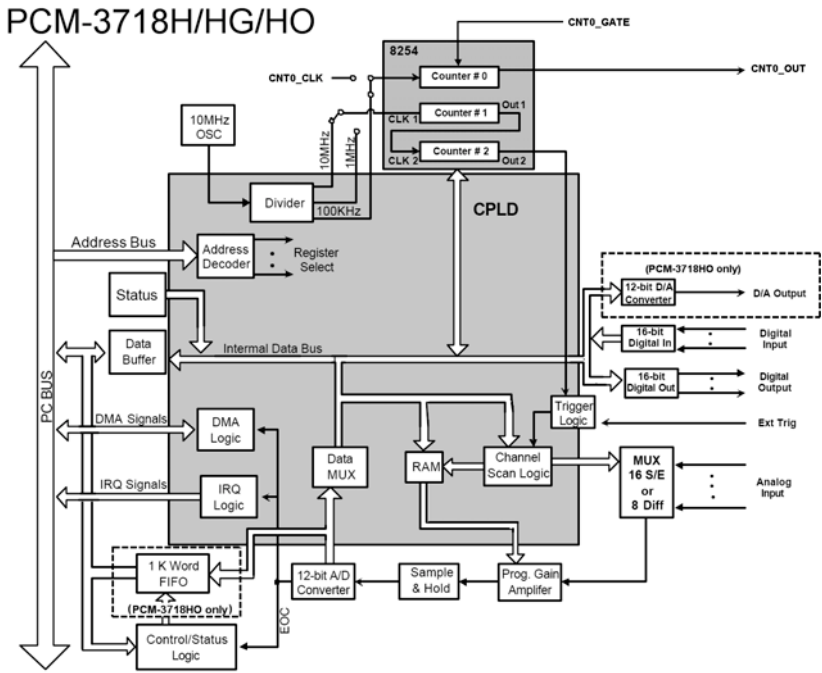 PCM-3718H/HG/HO
CNT0_GATE
8254
CNT0_CLK
Counter # 0
CNT0_OUT
10MHz
OSC
Counter # 1
Out 1
CLK 1
Counter # 2
CLK 2
Out 2
10MHz
1MHz
100KHz
Divider
CPLD
Address Bus
Address
Decoder
Register
Select
Status
(PCM-3718HO only)
12-bit D/A
Converter
D/A Output
Data
Buffer
Intermal Data Bus
16-bit
Digital In
Digital
Input
16-bit
Digital Out
Digital
Output
PC BUS
DMA Signals
DMA
Logic
Trigger
Logic
Ext Trig
Data
MUX
RAM
Channel
Scan Logic
MUX
16 S/E
or
8 Diff
Analog
Input
IRQ Signals
IRQ
Logic
1 K Word
FIFO
(PCM-3718HO only)
12-bit A/D
Converter
Sample
& Hold
Prog. Gain
Amplifer
EOC
Control/Status
Logic